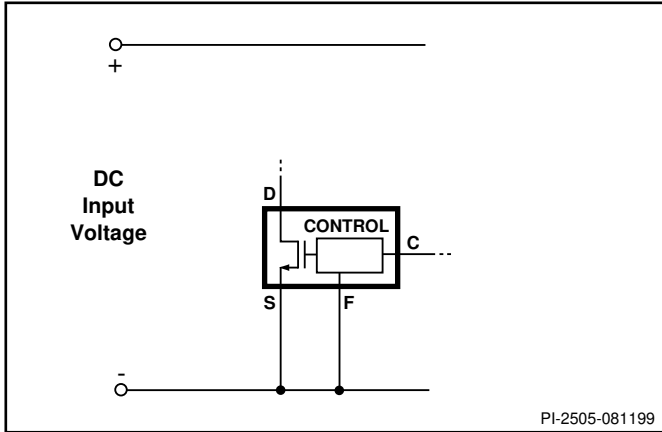 +
DC
Input
Voltage
D
CONTROL
C
S
F
-
PI-2505-081199